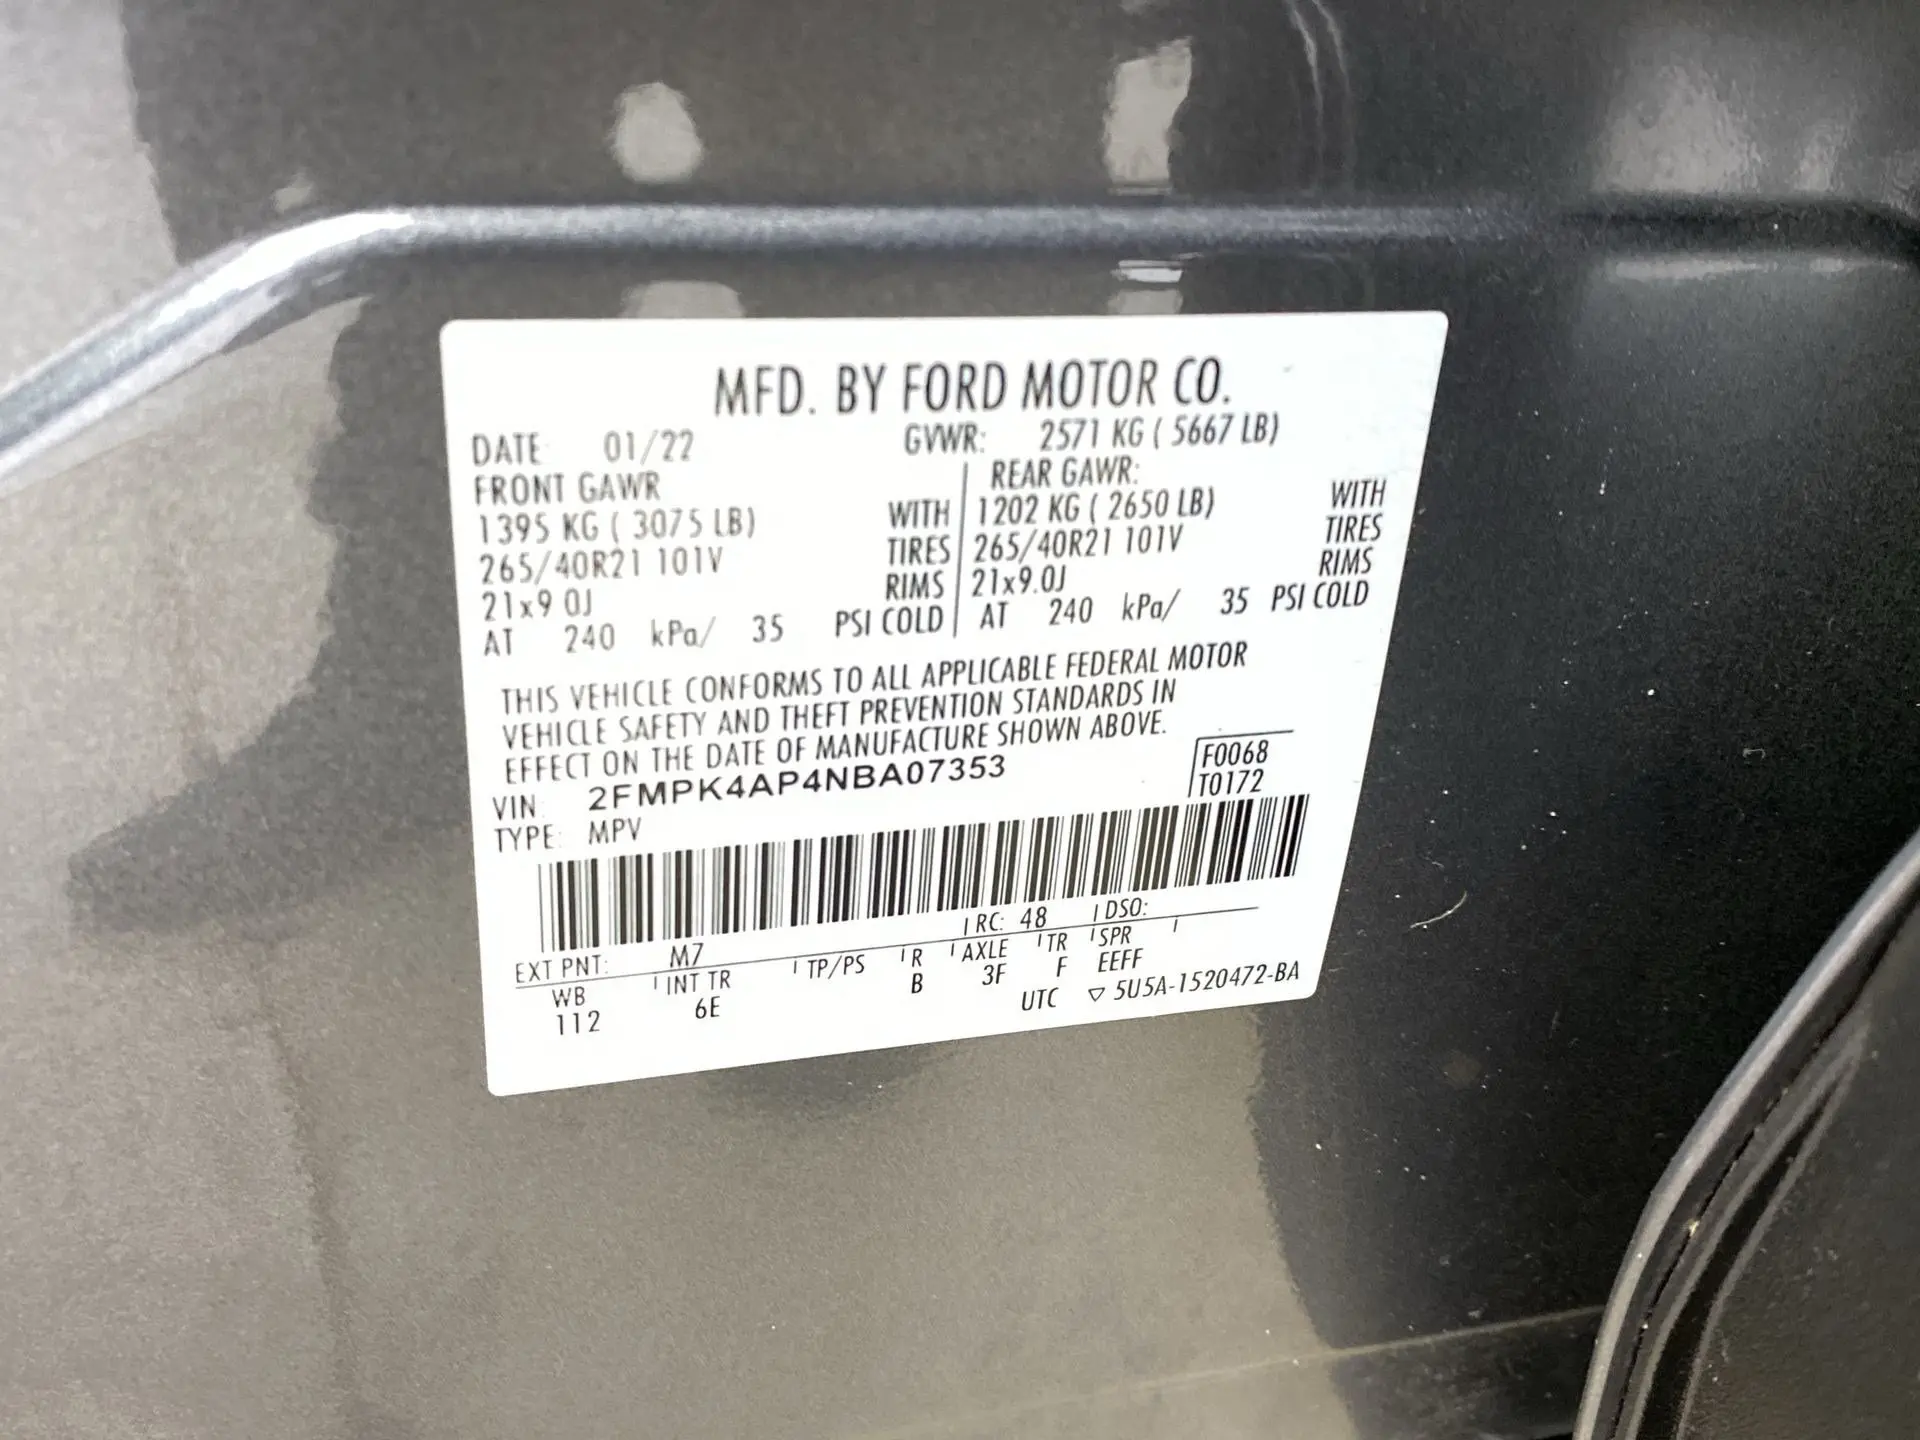 MFD. BY FORD MOTOR CO.
DATE: 01/22 GVWR: 2571 KG ( 5667 LB)
FRONT GAWR REAR GAWR:
1395 KG ( 3075 LB) WITH 1202 KG ( 2650 LB) WITH
265/40R21 101V TIRES 265/40R21 101V TIRES
21x9 0J RIMS 21x9.0J RIMS
AT 240 kPa/ 35 PSI COLD AT 240 kPa/ 35 PSI COLD
THIS VEHICLE CONFORMS TO ALL APPLICABLE FEDERAL MOTOR
VEHICLE SAFETY AND THEFT PREVENTION STANDARDS IN
EFFECT ON THE DATE OF MANUFACTURE SHOWN ABOVE.
VIN: 2FMPK4AP4NBA07353 F0068
TYPE: MPV T0172
EXT PNT: M7 RC: 48 DSO:
WB INT TR TP/PS R AXLE TR SPR
112 6E B 3F F EEFF
UTC ▽ 5U5A-1520472-BA